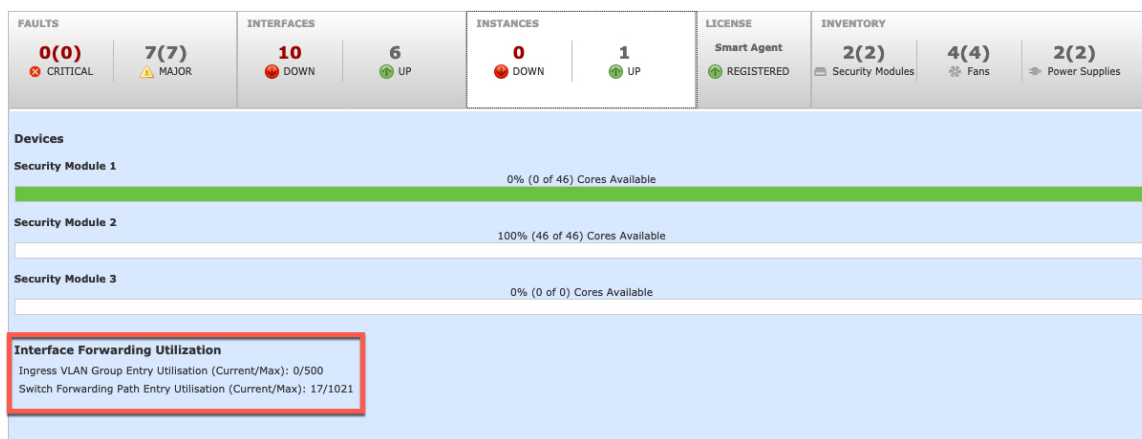 FAULTS
0(0)
CRITICAL
7(7)
MAJOR
INTERFACES
10
DOWN
6
UP
INSTANCES
0
DOWN
1
UP
LICENSE
Smart Agent
REGISTERED
INVENTORY
2(2)
Security Modules
4(4)
Fans
2(2)
Power Supplies
Devices
Security Module 1
0% (0 of 46) Cores Available
Security Module 2
100% (46 of 46) Cores Available
Security Module 3
0% (0 of 0) Cores Available
Interface Forwarding Utilization
Ingress VLAN Group Entry Utilisation (Current/Max): 0/500
Switch Forwarding Path Entry Utilisation (Current/Max): 17/1021